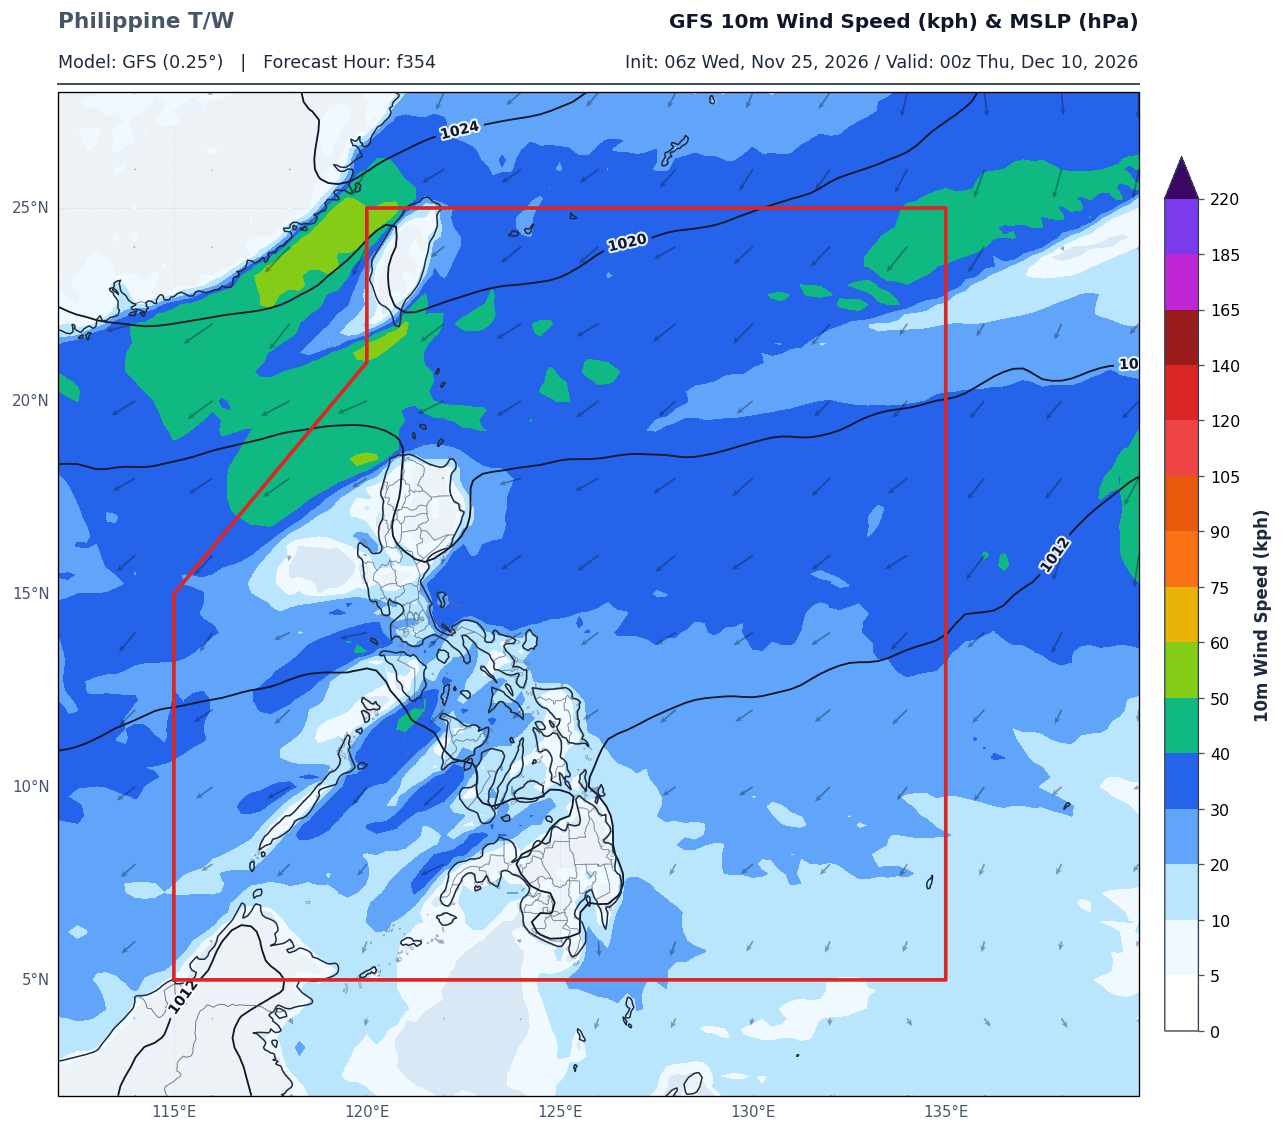 Philippine T/W
GFS 10m Wind Speed (kph) & MSLP (hPa)
Model: GFS (0.25°) | Forecast Hour: f354
Init: 06z Wed, Nov 25, 2026 / Valid: 00z Thu, Dec 10, 2026
1024
1020
10
1012
1012
25°N
20°N
15°N
10°N
5°N
115°E
120°E
125°E
130°E
135°E
220
185
165
140
120
105
90
75
60
50
40
30
20
10
5
0
10m Wind Speed (kph)